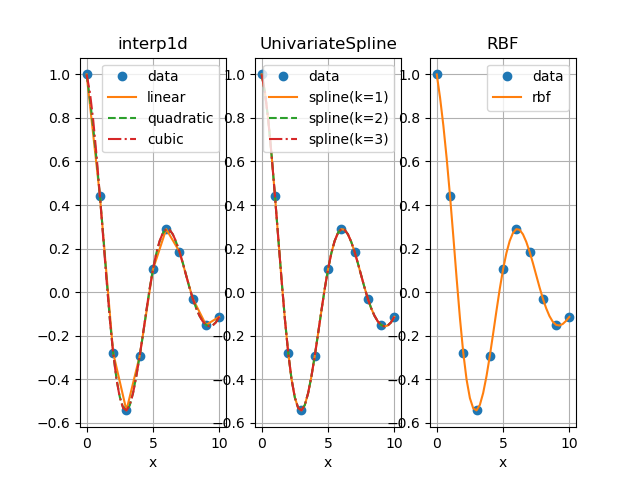 interp1d
data
linear
quadratic
cubic
1.0
0.8
0.6
0.4
0.2
0.0
−0.2
−0.4
−0.6
0
5
10
x
UnivariateSpline
data
spline(k=1)
spline(k=2)
spline(k=3)
1.0
0.8
0.6
0.4
0.2
0.0
−0.2
−0.4
−0.6
0
5
10
x
RBF
data
rbf
1.0
0.8
0.6
0.4
0.2
0.0
−0.2
−0.4
−0.6
0
5
10
x